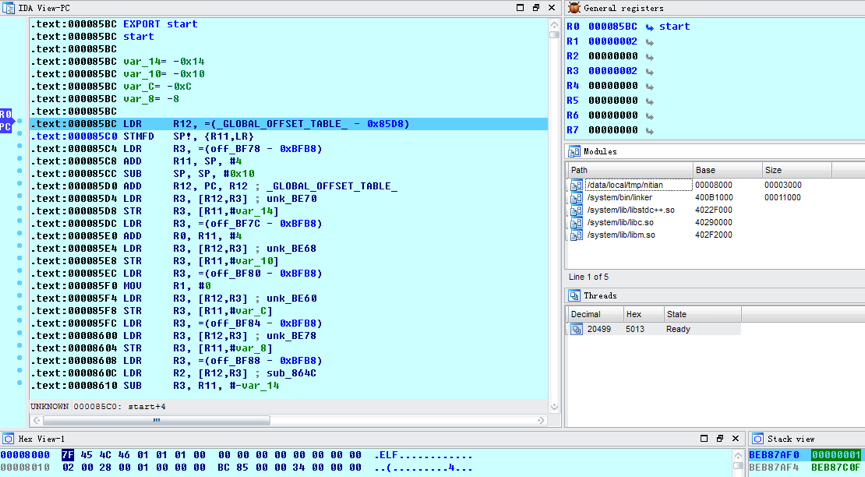 IDA View-PC
.text:000085BC EXPORT start
.text:000085BC start
.text:000085BC
.text:000085BC var_14= -0x14
.text:000085BC var_10= -0x10
.text:000085BC var_C= -0xC
.text:000085BC var_8= -8
.text:000085BC
R0
PC
.text:000085BC LDR R12, =(_GLOBAL_OFFSET_TABLE_ - 0x85D8)
.text:000085C0 STMFD SP!, {R11,LR}
.text:000085C4 LDR R3, =(off_BF78 - 0xBFB8)
.text:000085C8 ADD R11, SP, #4
.text:000085CC SUB SP, SP, #0x10
.text:000085D0 ADD R12, PC, R12 ; _GLOBAL_OFFSET_TABLE_
.text:000085D4 LDR R3, [R12,R3] ; unk_BE70
.text:000085D8 STR R3, [R11,#var_14]
.text:000085DC LDR R3, =(off_BF7C - 0xBFB8)
.text:000085E0 ADD R0, R11, #4
.text:000085E4 LDR R3, [R12,R3] ; unk_BE68
.text:000085E8 STR R3, [R11,#var_10]
.text:000085EC LDR R3, =(off_BF80 - 0xBFB8)
.text:000085F0 MOV R1, #0
.text:000085F4 LDR R3, [R12,R3] ; unk_BE60
.text:000085F8 STR R3, [R11,#var_C]
.text:000085FC LDR R3, =(off_BF84 - 0xBFB8)
.text:00008600 LDR R3, [R12,R3] ; unk_BE78
.text:00008604 STR R3, [R11,#var_8]
.text:00008608 LDR R3, =(off_BF88 - 0xBFB8)
.text:0000860C LDR R2, [R12,R3] ; sub_864C
.text:00008610 SUB R3, R11, #-var_14
UNKNOWN 000085C0: start+4
General registers
R0 000085BC start
R1 00000002
R2 00000000
R3 00000002
R4 00000000
R5 00000000
R6 00000000
R7 00000000
Modules
Path Base Size
/data/local/tmp/nitian 00008000 00003000
/system/bin/linker 400B1000 00011000
/system/lib/libstdc++.so 4022F000
/system/lib/libc.so 40290000
/system/lib/libm.so 402F2000
Line 1 of 5
Threads
Decimal Hex State
20499 5013 Ready
Hex View-1
00008000 7F 45 4C 46 01 01 01 00 00 00 00 00 00 00 00 00 .ELF............
00008010 02 00 28 00 01 00 00 00 BC 85 00 00 34 00 00 00 ..(.........4...
Stack view
BEB87AF0 00000001
BEB87AF4 BEB87C0F